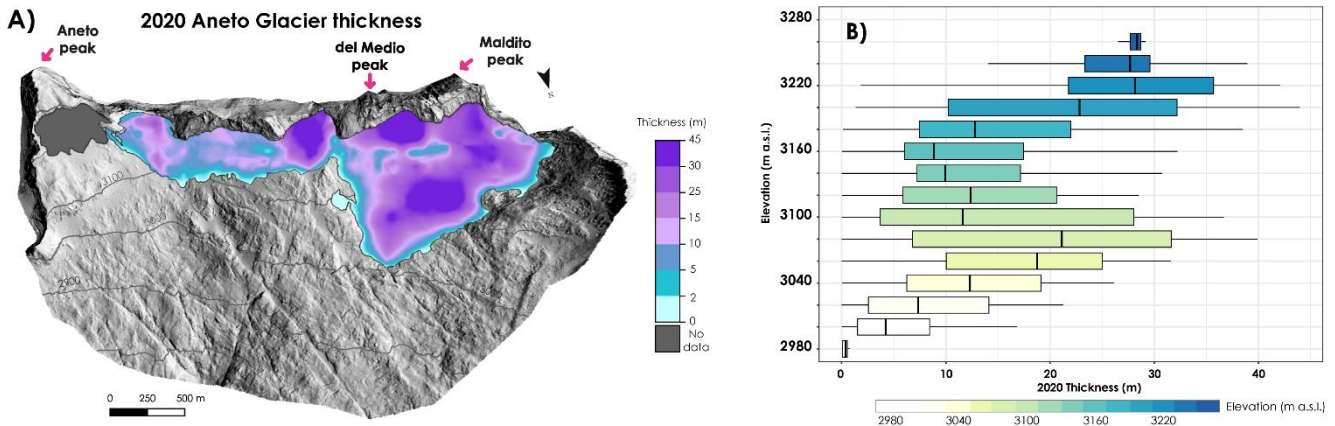 A)
2020 Aneto Glacier thickness
Aneto
peak
del Medio
peak
Maldito
peak
N
Thickness (m)
45
30
25
15
10
5
2
0
No
data
3100
2900
0 250 500 m
B)
Elevation (m a.s.l.)
3280
3220
3160
3100
3040
2980
0 10 20 30 40
2020 Thickness (m)
Elevation (m a.s.l.)
2980 3040 3100 3160 3220